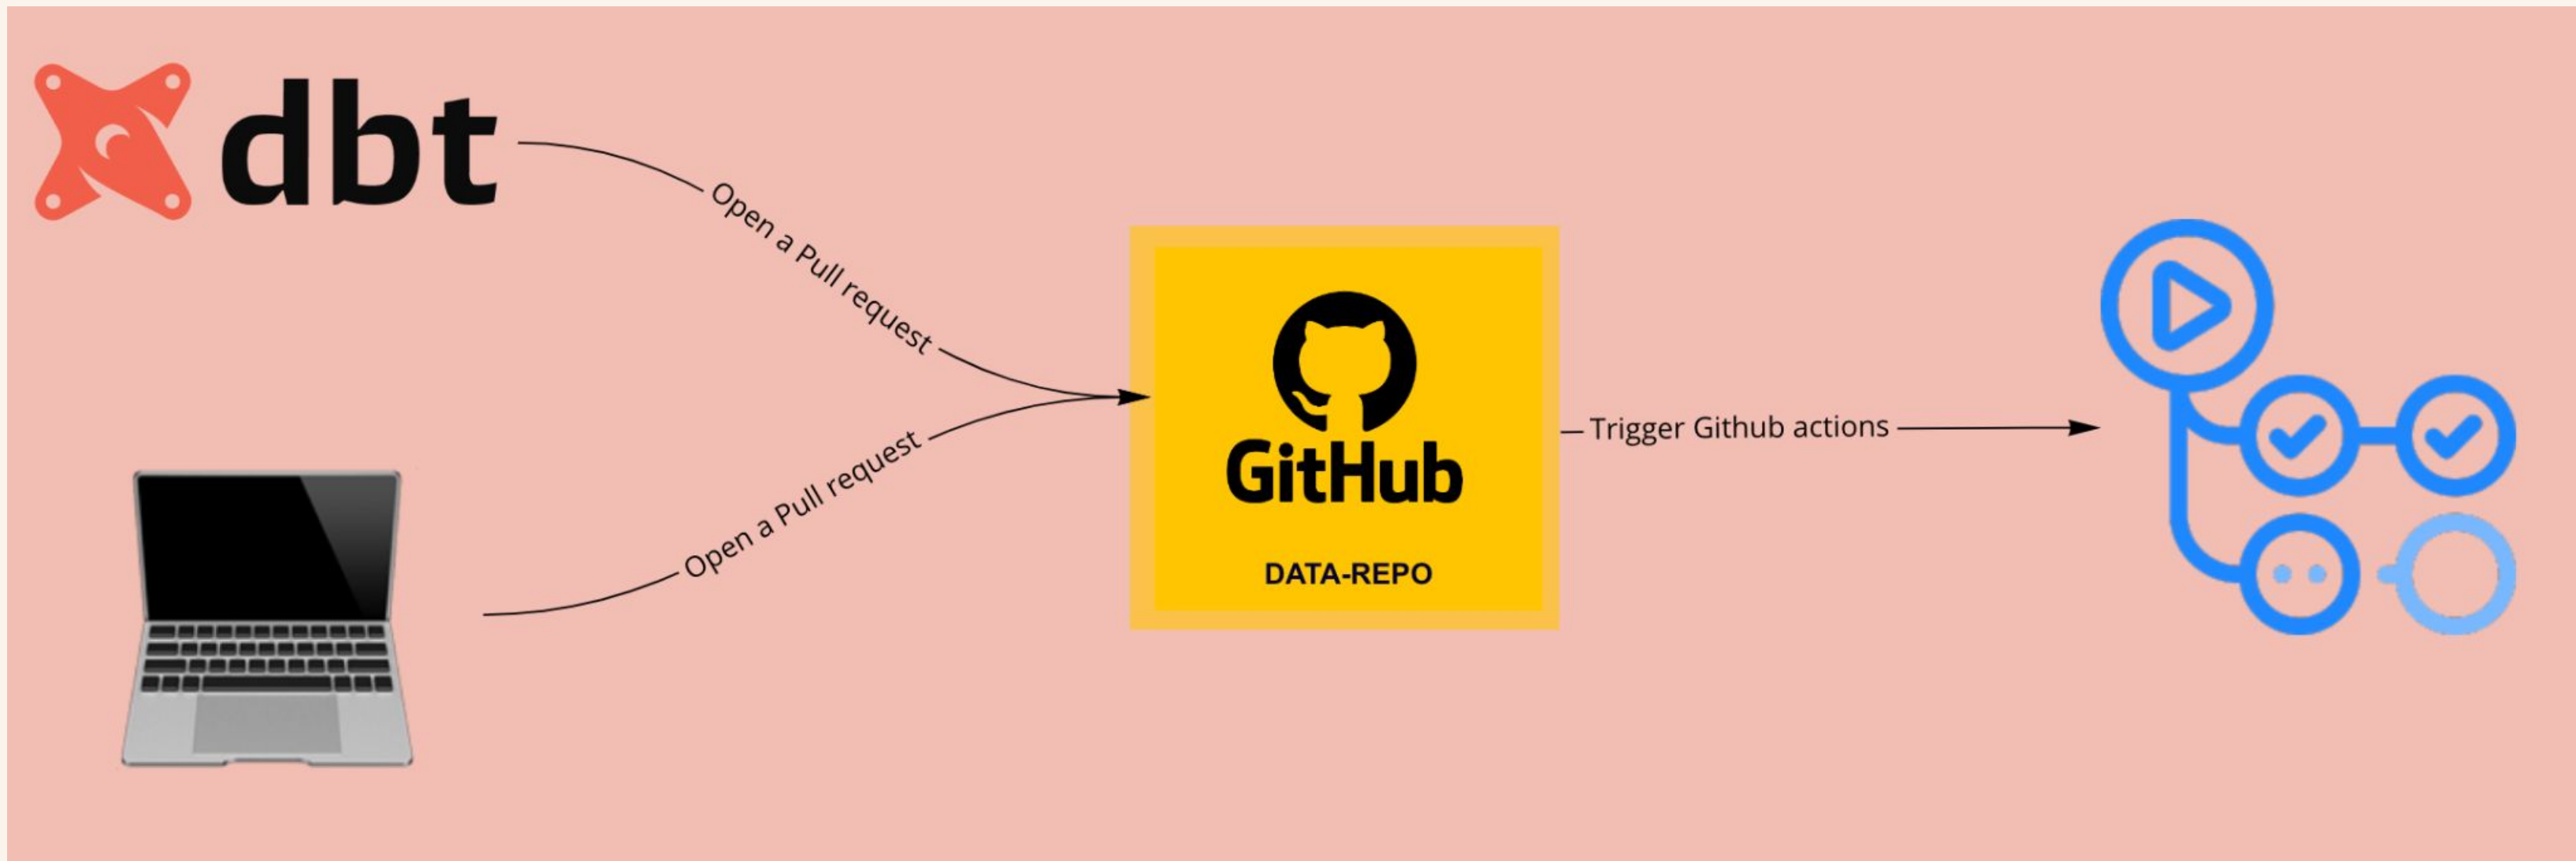 dbt
Open a Pull request
Open a Pull request
GitHub
DATA-REPO
Trigger Github actions